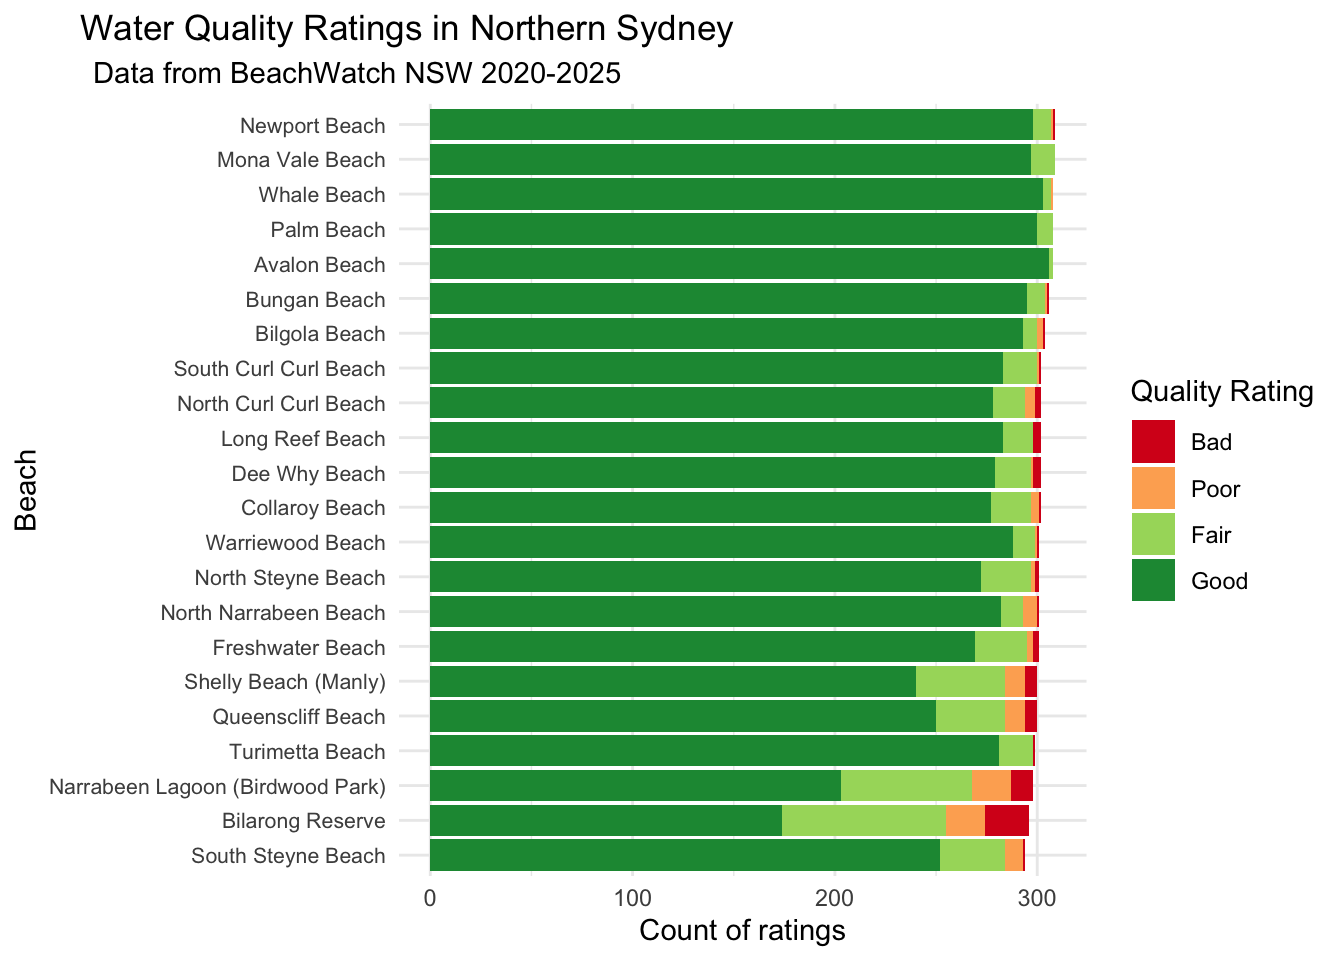 Water Quality Ratings in Northern Sydney
Data from BeachWatch NSW 2020-2025
Beach
Newport Beach
Mona Vale Beach
Whale Beach
Palm Beach
Avalon Beach
Bungan Beach
Bilgola Beach
South Curl Curl Beach
North Curl Curl Beach
Long Reef Beach
Dee Why Beach
Collaroy Beach
Warriewood Beach
North Steyne Beach
North Narrabeen Beach
Freshwater Beach
Shelly Beach (Manly)
Queenscliff Beach
Turimetta Beach
Narrabeen Lagoon (Birdwood Park)
Bilarong Reserve
South Steyne Beach
0 100 200 300
Count of ratings
Quality Rating
Bad
Poor
Fair
Good